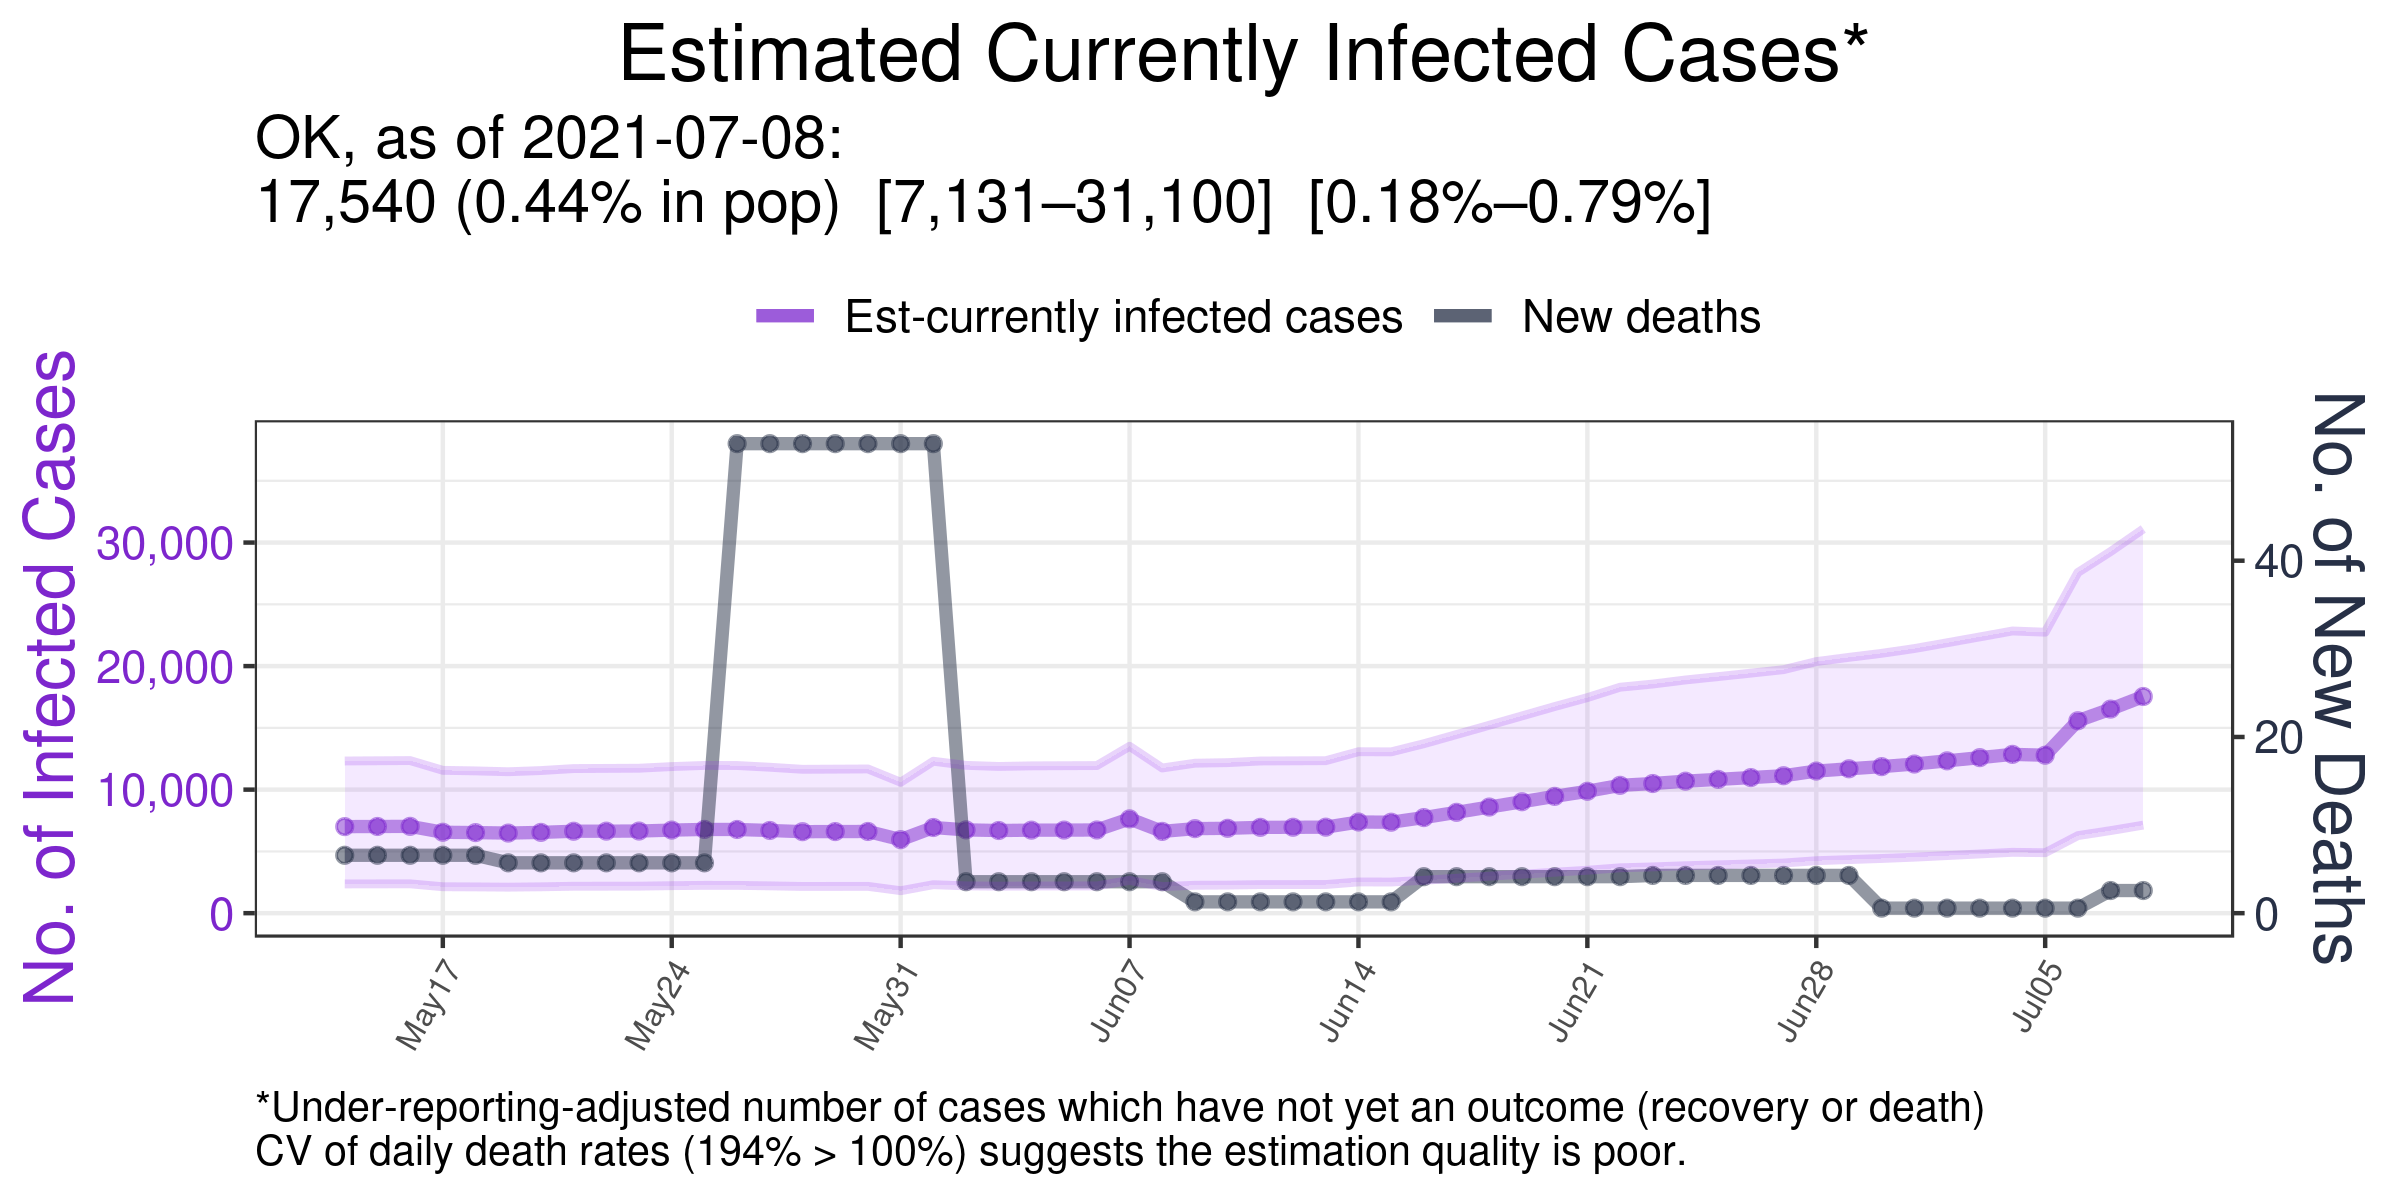 Estimated Currently Infected Cases*
OK, as of 2021-07-08:
17,540 (0.44% in pop)  [7,131–31,100]  [0.18%–0.79%]
Est-currently infected cases
New deaths
No. of Infected Cases
30,000
20,000
10,000
0
40
20
0
No. of New Deaths
May17
May24
May31
Jun07
Jun14
Jun21
Jun28
Jul05
*Under-reporting-adjusted number of cases which have not yet an outcome (recovery or death)
CV of daily death rates (194% > 100%) suggests the estimation quality is poor.